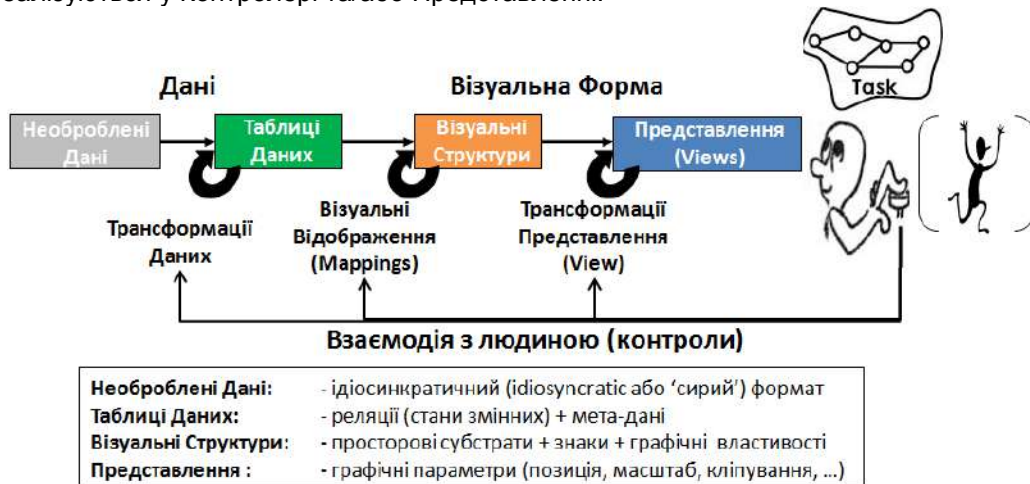 Дані
Візуальна Форма
Task
Необроблені
Дані
Таблиці
Даних
Візуальні
Структури
Представлення
(Views)
Трансформації
Даних
Візуальні
Відображення
(Mappings)
Трансформації
Представлення
(View)
Взаємодія з людиною (контроли)
Необроблені Дані: - ідіосинкратичний (idiosyncratic або ‘сирий’) формат
Таблиці Даних: - реляції (стани змінних) + мета-дані
Візуальні Структури: - просторові субстрати + знаки + графічні властивості
Представлення : - графічні параметри (позиція, масштаб, кліпування, ...)